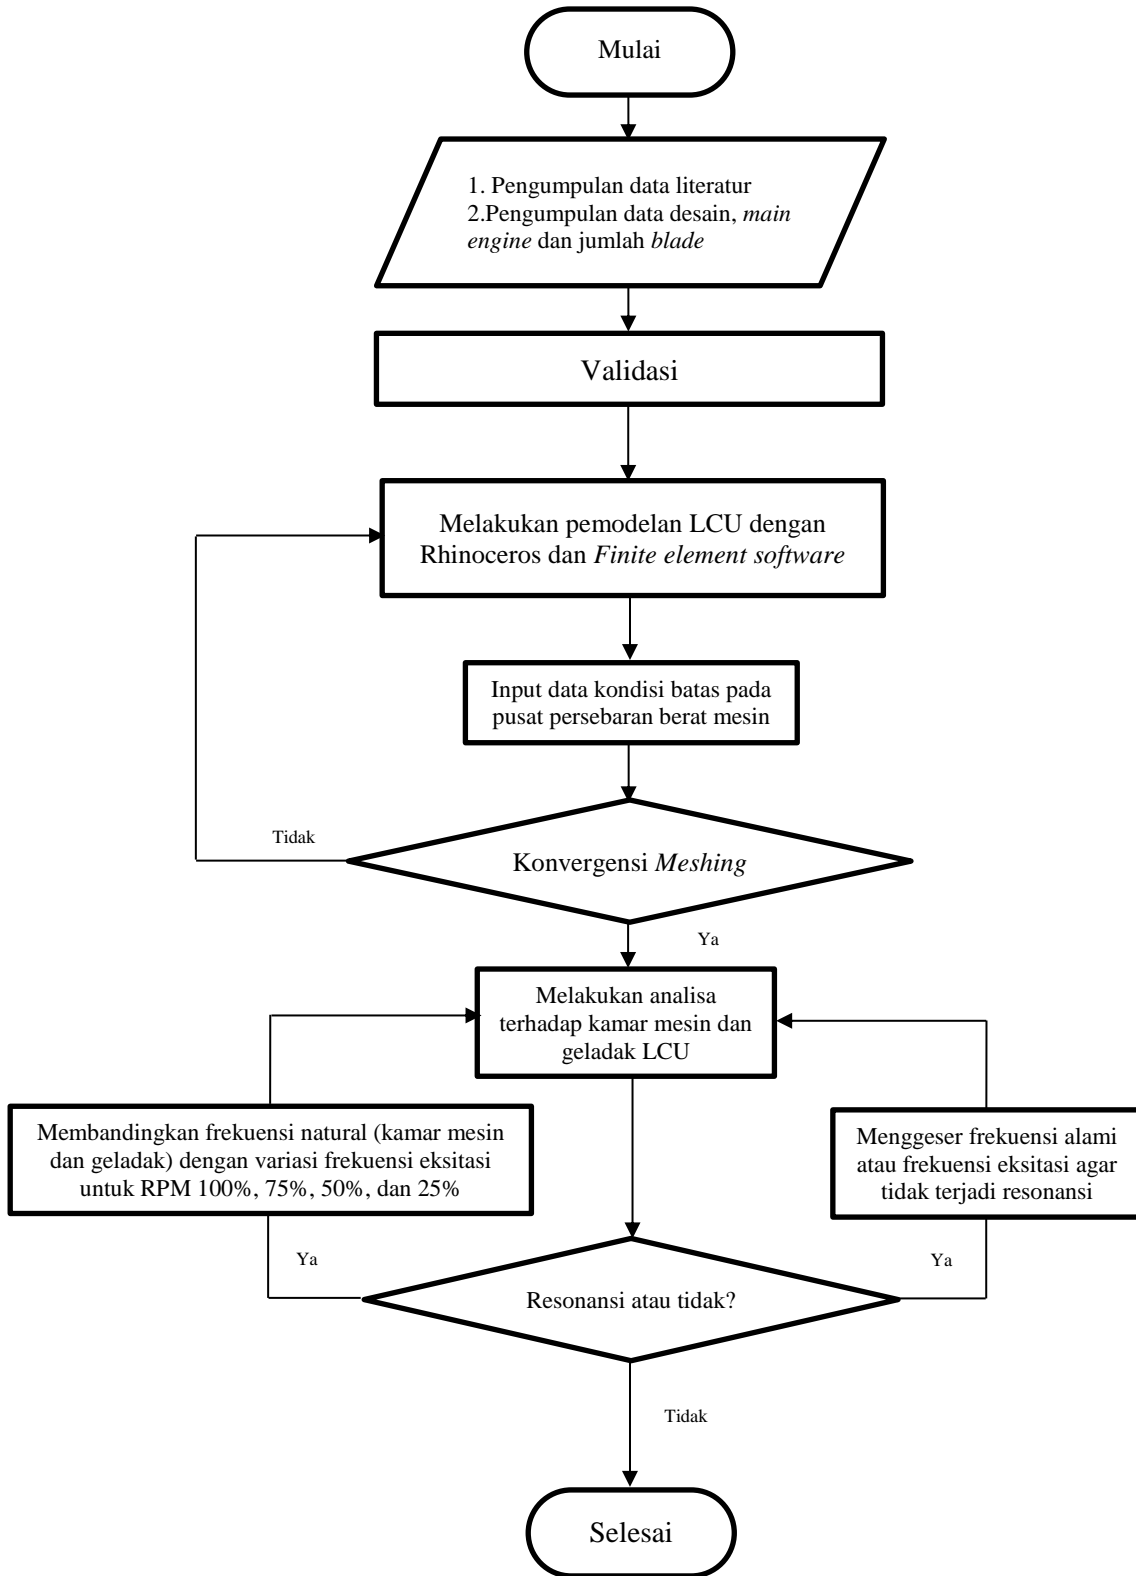 Mulai
1. Pengumpulan data literatur
2.Pengumpulan data desain, main
engine dan jumlah blade
Validasi
Melakukan pemodelan LCU dengan
Rhinoceros dan Finite element software
Input data kondisi batas pada
pusat persebaran berat mesin
Tidak
Konvergensi Meshing
Ya
Melakukan analisa
terhadap kamar mesin dan
geladak LCU
Membandingkan frekuensi natural (kamar mesin
dan geladak) dengan variasi frekuensi eksitasi
untuk RPM 100%, 75%, 50%, dan 25%
Menggeser frekuensi alami
atau frekuensi eksitasi agar
tidak terjadi resonansi
Ya
Ya
Resonansi atau tidak?
Tidak
Selesai